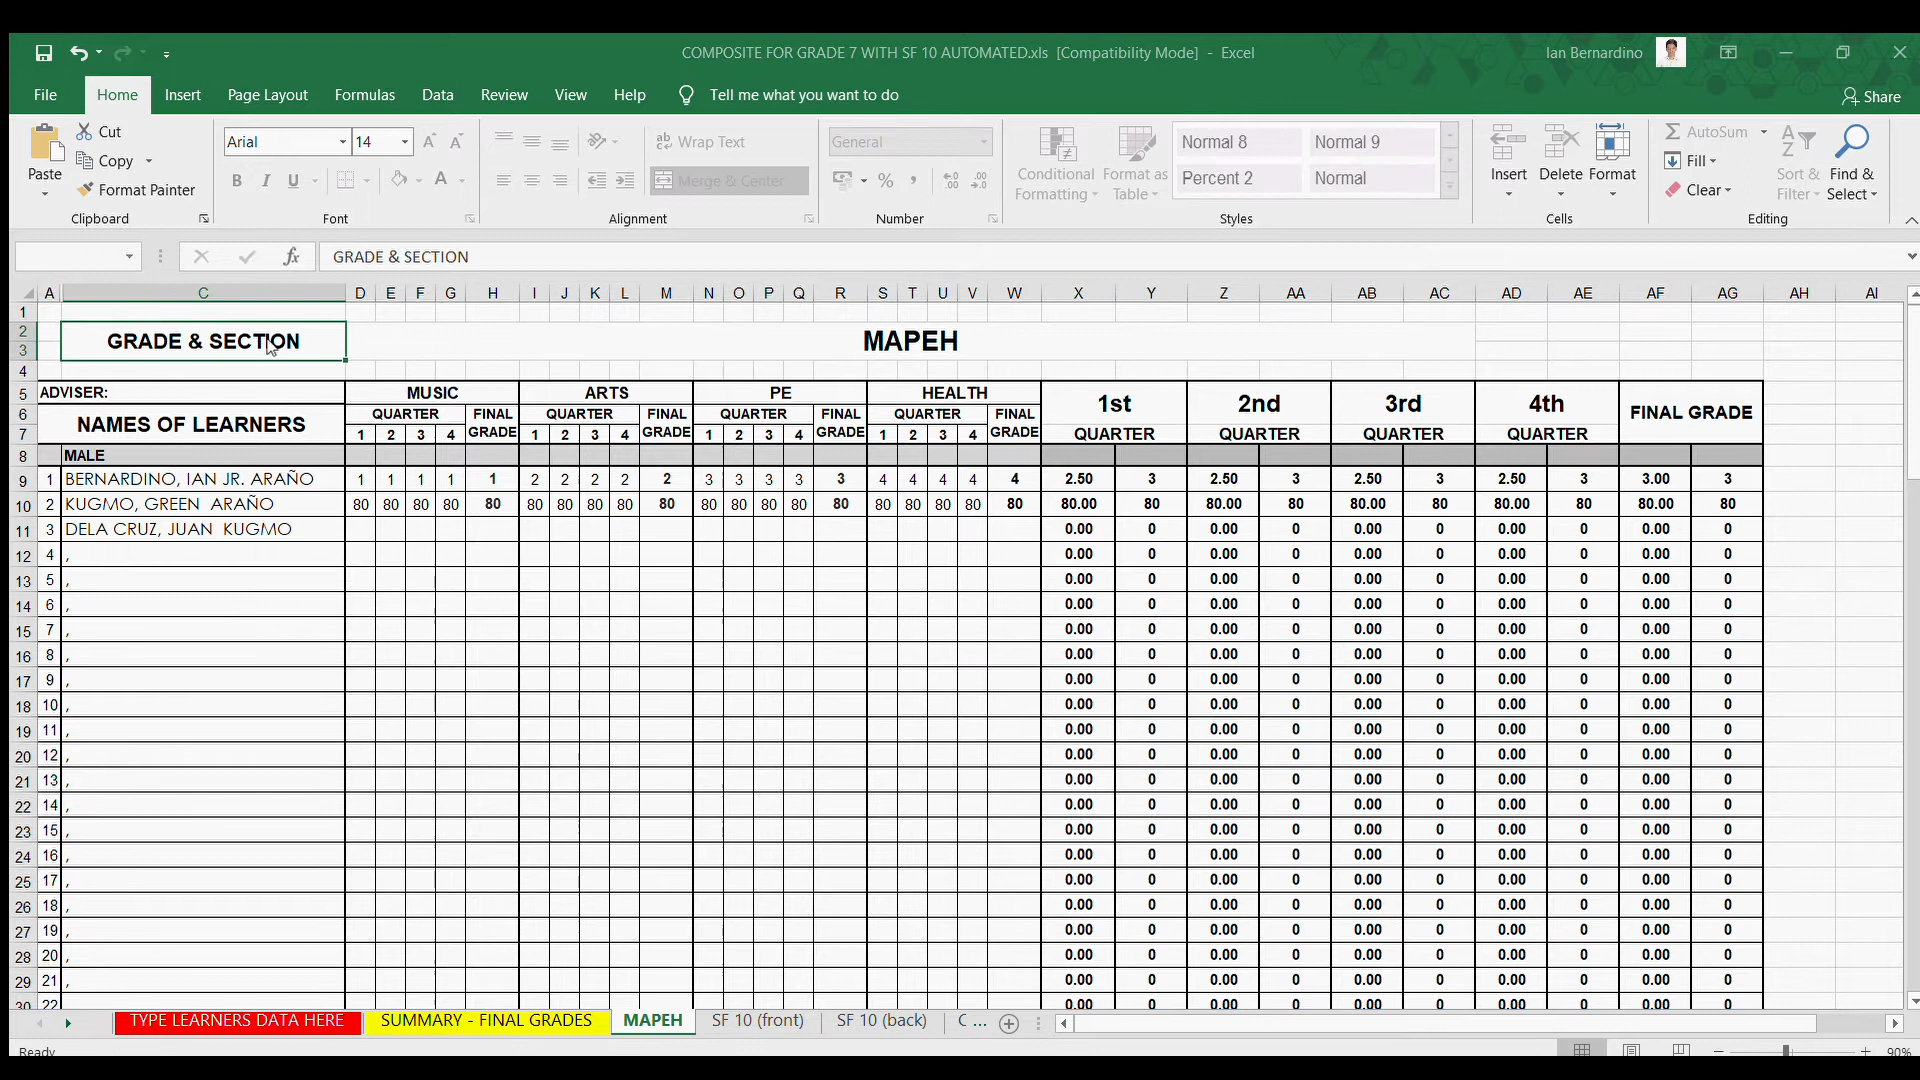 COMPOSITE FOR GRADE 7 WITH SF 10 AUTOMATED.xls [Compatibility Mode] - Excel
Ian Bernardino
File Home Insert Page Layout Formulas Data Review View Help Tell me what you want to do Share
Paste Cut Copy Format Painter Clipboard
Arial 14 B I U Font
Wrap Text Merge & Center Alignment
General % , Number
Conditional Formatting Format as Table Normal 8 Normal 9 Percent 2 Normal Styles
Insert Delete Format Cells
AutoSum Fill Clear Sort & Filter Find & Select Editing
fx GRADE & SECTION
A C D E F G H I J K L M N O P Q R S T U V W X Y Z AA AB AC AD AE AF AG AH AI
1
2 GRADE & SECTION MAPEH
3
4
5 ADVISER: MUSIC ARTS PE HEALTH 1st 2nd 3rd 4th FINAL GRADE
6 NAMES OF LEARNERS QUARTER FINAL GRADE QUARTER FINAL GRADE QUARTER FINAL GRADE QUARTER FINAL GRADE
7 1 2 3 4 1 2 3 4 1 2 3 4 1 2 3 4 QUARTER QUARTER QUARTER QUARTER
8 MALE
9 1 BERNARDINO, IAN JR. ARAÑO 1 1 1 1 1 2 2 2 2 2 3 3 3 3 3 4 4 4 4 4 2.50 3 2.50 3 2.50 3 2.50 3 3.00 3
10 2 KUGMO, GREEN ARAÑO 80 80 80 80 80 80 80 80 80 80 80 80 80 80 80 80 80 80 80 80 80.00 80 80.00 80 80.00 80 80.00 80 80.00 80
11 3 DELA CRUZ, JUAN KUGMO 0.00 0 0.00 0 0.00 0 0.00 0 0.00 0
12 4 , 0.00 0 0.00 0 0.00 0 0.00 0 0.00 0
13 5 , 0.00 0 0.00 0 0.00 0 0.00 0 0.00 0
14 6 , 0.00 0 0.00 0 0.00 0 0.00 0 0.00 0
15 7 , 0.00 0 0.00 0 0.00 0 0.00 0 0.00 0
16 8 , 0.00 0 0.00 0 0.00 0 0.00 0 0.00 0
17 9 , 0.00 0 0.00 0 0.00 0 0.00 0 0.00 0
18 10 , 0.00 0 0.00 0 0.00 0 0.00 0 0.00 0
19 11 , 0.00 0 0.00 0 0.00 0 0.00 0 0.00 0
20 12 , 0.00 0 0.00 0 0.00 0 0.00 0 0.00 0
21 13 , 0.00 0 0.00 0 0.00 0 0.00 0 0.00 0
22 14 , 0.00 0 0.00 0 0.00 0 0.00 0 0.00 0
23 15 , 0.00 0 0.00 0 0.00 0 0.00 0 0.00 0
24 16 , 0.00 0 0.00 0 0.00 0 0.00 0 0.00 0
25 17 , 0.00 0 0.00 0 0.00 0 0.00 0 0.00 0
26 18 , 0.00 0 0.00 0 0.00 0 0.00 0 0.00 0
27 19 , 0.00 0 0.00 0 0.00 0 0.00 0 0.00 0
28 20 , 0.00 0 0.00 0 0.00 0 0.00 0 0.00 0
29 21 , 0.00 0 0.00 0 0.00 0 0.00 0 0.00 0
30 22 0.00 0 0.00 0 0.00 0 0.00 0 0.00 0
TYPE LEARNERS DATA HERE SUMMARY - FINAL GRADES MAPEH SF 10 (front) SF 10 (back) C ...
Ready 90%